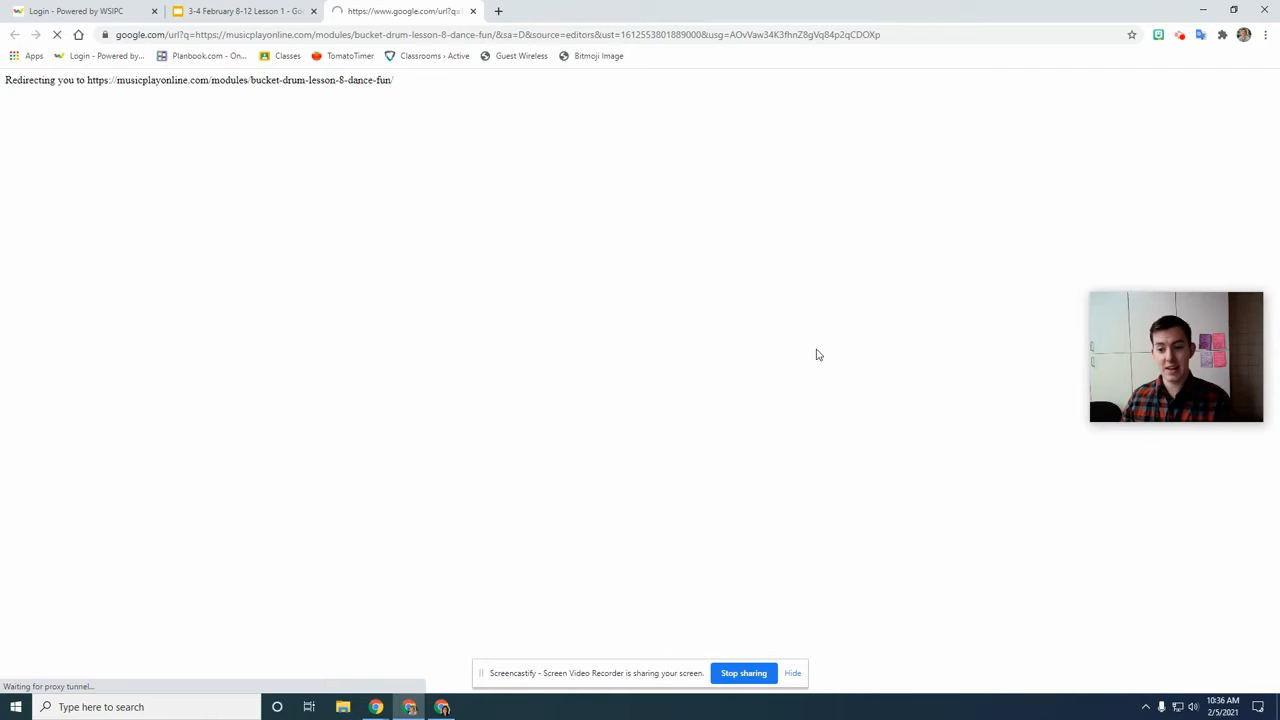 Login - Powered by WSIPC
3-4 February 8-12 Lesson 1 - Go
https://www.google.com/url?q=
google.com/url?q=https://musicplayonline.com/modules/bucket-drum-lesson-8-dance-fun/&sa=D&source=editors&ust=1612553801889000&usg=AOvVaw34K3fhnZ8gVq84p2qCDOXp
Apps
Login - Powered by...
Planbook.com - On...
Classes
TomatoTimer
Classrooms › Active
Guest Wireless
Bitmoji Image
Redirecting you to https://musicplayonline.com/modules/bucket-drum-lesson-8-dance-fun/
Screencastify - Screen Video Recorder is sharing your screen.
Stop sharing
Hide
Waiting for proxy tunnel...
Type here to search
10:36 AM
2/5/2021